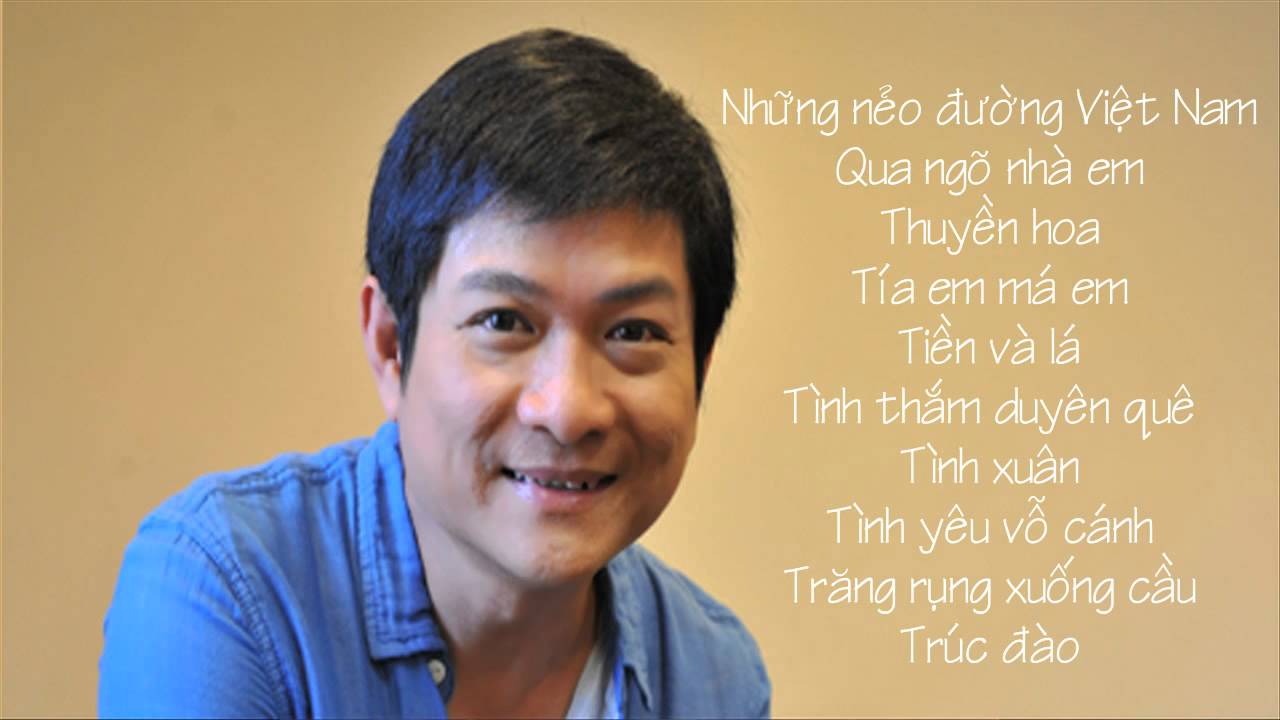 Những nẻo đường Việt Nam
Qua ngõ nhà em
Thuyền hoa
Tía em má em
Tiền và lá
Tình thắm duyên quê
Tình xuân
Tình yêu vỗ cánh
Trăng rụng xuống cầu
Trúc đào